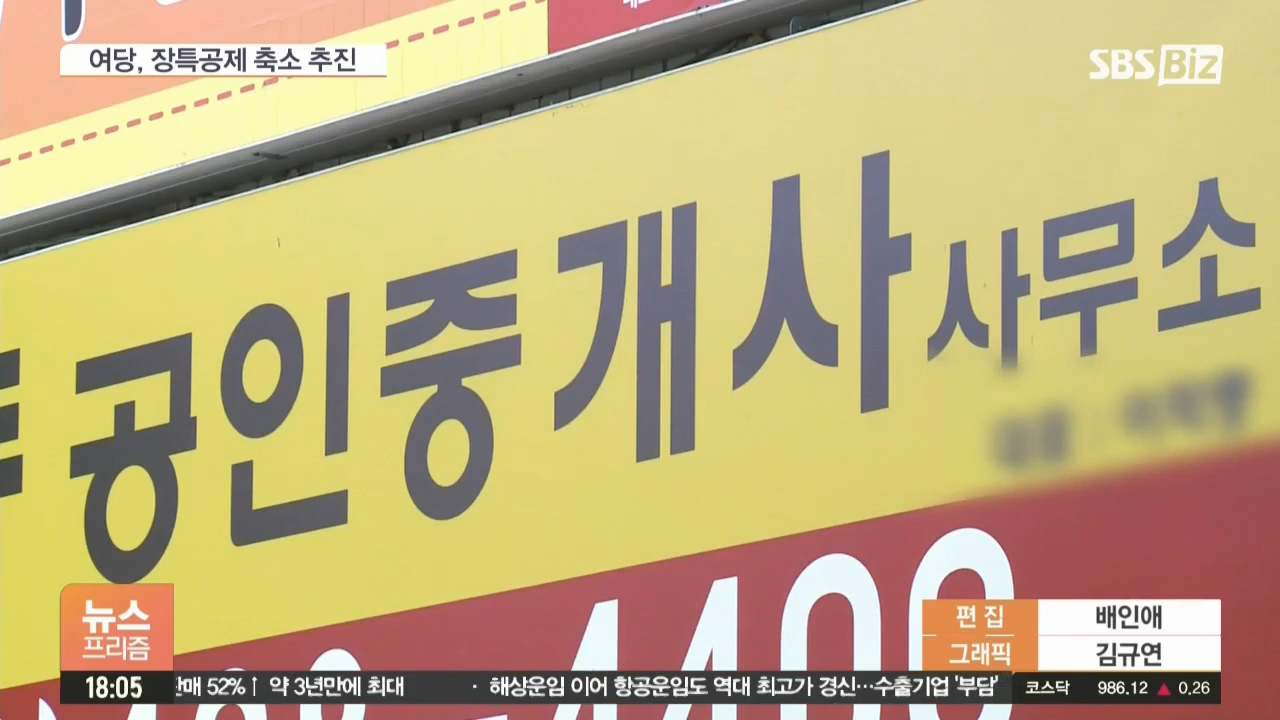 여당, 장특공제 축소 추진
SBS Biz
공인중개사 사무소
4400
뉴스
프리즘
편 집 배인애
그래픽 김규연
18:05 판매 52%↑ 약 3년만에 최대 · 해상운임 이어 항공운임도 역대 최고가 경신…수출기업 '부담' 코스닥 986.12 ▲ 0.26